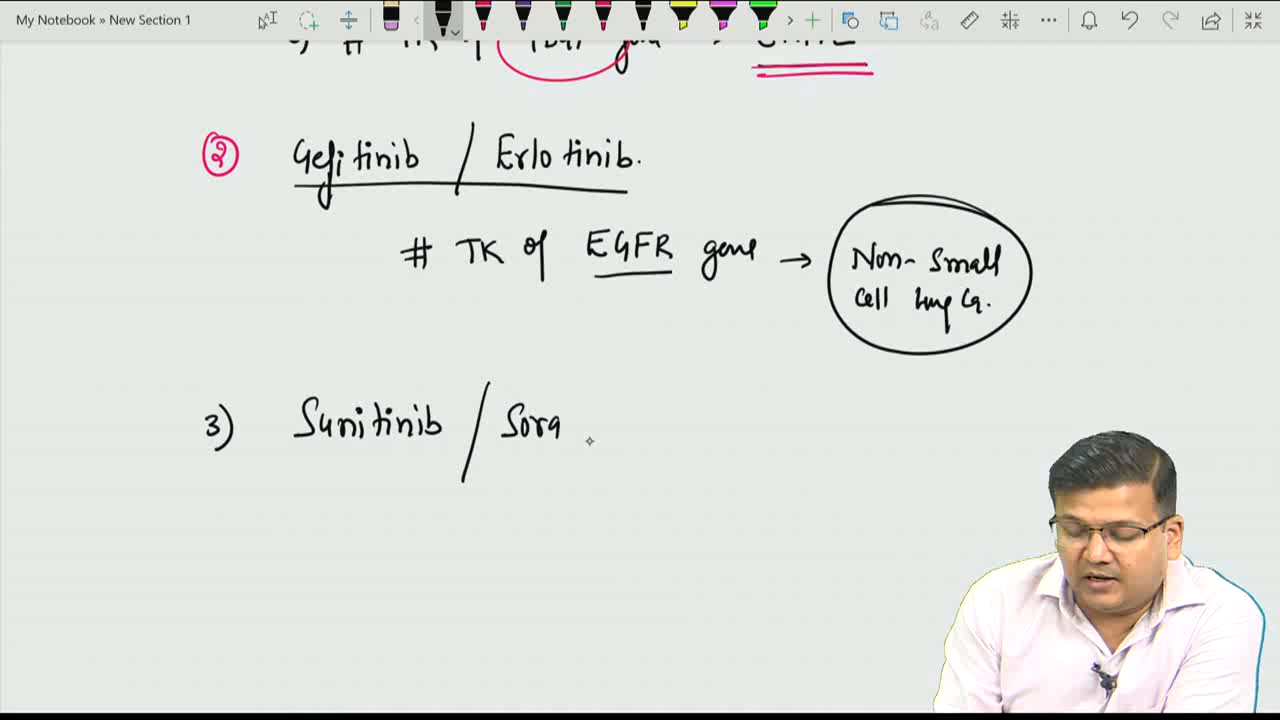 My Notebook » New Section 1
② Gefitinib / Erlotinib.
# TK of EGFR gene →
Non-Small
Cell lung Ca.
3) Sunitinib / Sora